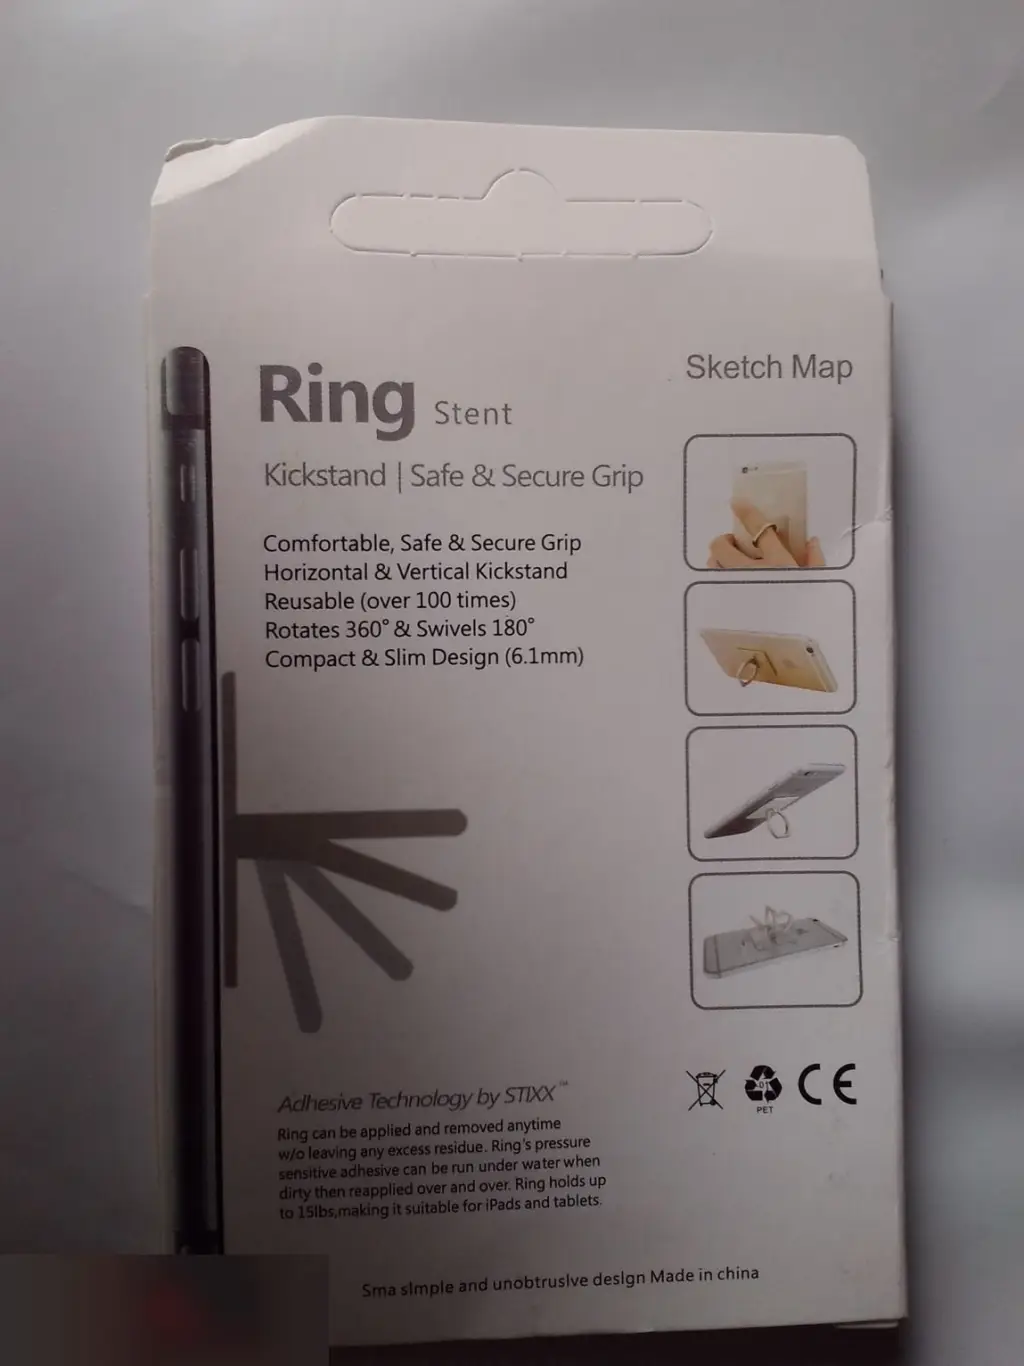 Ring Stent
Kickstand | Safe & Secure Grip
Comfortable, Safe & Secure Grip
Horizontal & Vertical Kickstand
Reusable (over 100 times)
Rotates 360° & Swivels 180°
Compact & Slim Design (6.1mm)
Sketch Map
Adhesive Technology by STIXX™
Ring can be applied and removed anytime
w/o leaving any excess residue. Ring's pressure
sensitive adhesive can be run under water when
dirty then reapplied over and over. Ring holds up
to 15lbs,making it suitable for iPads and tablets.
01
PET
CE
Sma simple and unobtrusive design Made in china